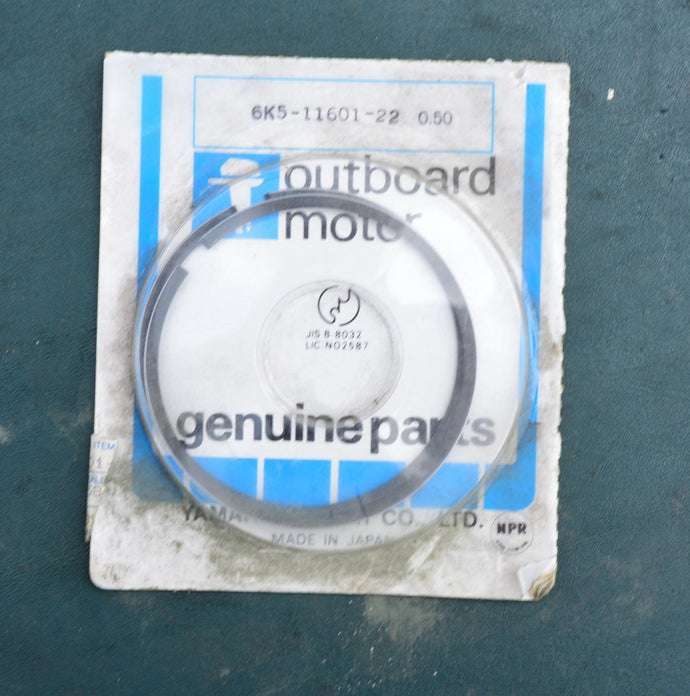 6K5-11601-22 0.50
outboard
motor
JIS B 8032
LIC NO2587
genuine parts
CO. LTD.
MADE IN JAPAN
NPR
ITEM